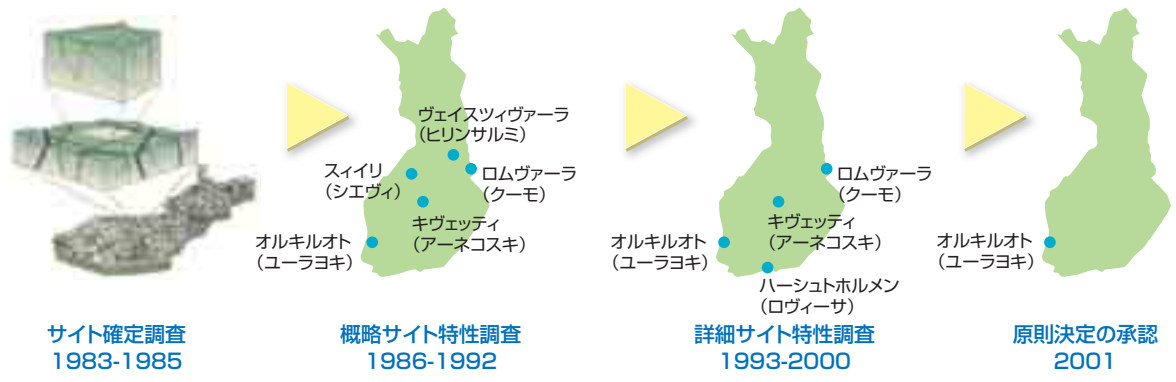 ヴェイスツィヴァーラ
（ヒリンサルミ）
スィイリ
（シエヴィ）
ロムヴァーラ
（クーモ）
キヴェッティ
（アーネコスキ）
オルキルオト
（ユーラヨキ）
ロムヴァーラ
（クーモ）
キヴェッティ
（アーネコスキ）
オルキルオト
（ユーラヨキ）
ハーシュトホルメン
（ロヴィーサ）
オルキルオト
（ユーラヨキ）
サイト確定調査
1983-1985
概略サイト特性調査
1986-1992
詳細サイト特性調査
1993-2000
原則決定の承認
2001